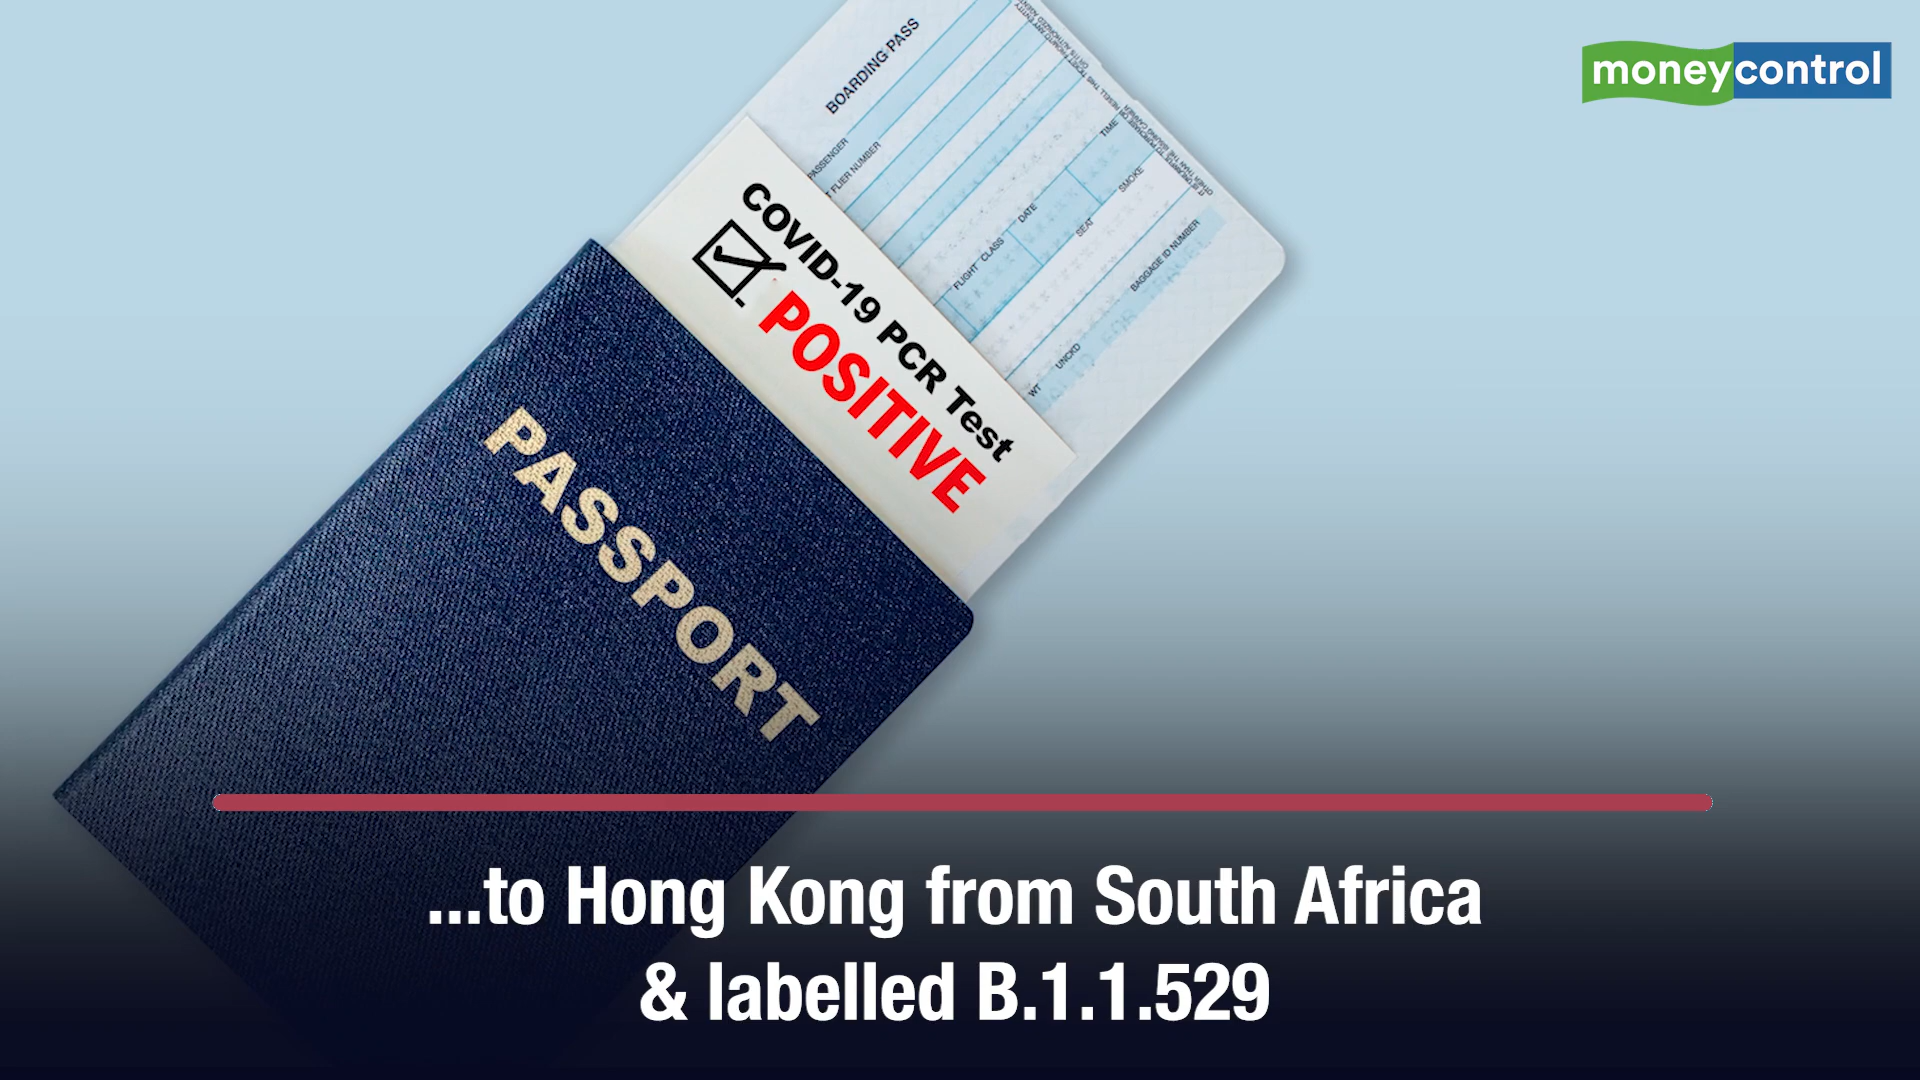 moneycontrol
BOARDING PASS
PASSENGER
FLIER NUMBER
TIME
SMOKE
DATE
SEAT
FLIGHT CLASS
BAGGAGE ID NUMBER
UNCKD
WT
COVID-19 PCR Test
POSITIVE
PASSPORT
...to Hong Kong from South Africa
& labelled B.1.1.529